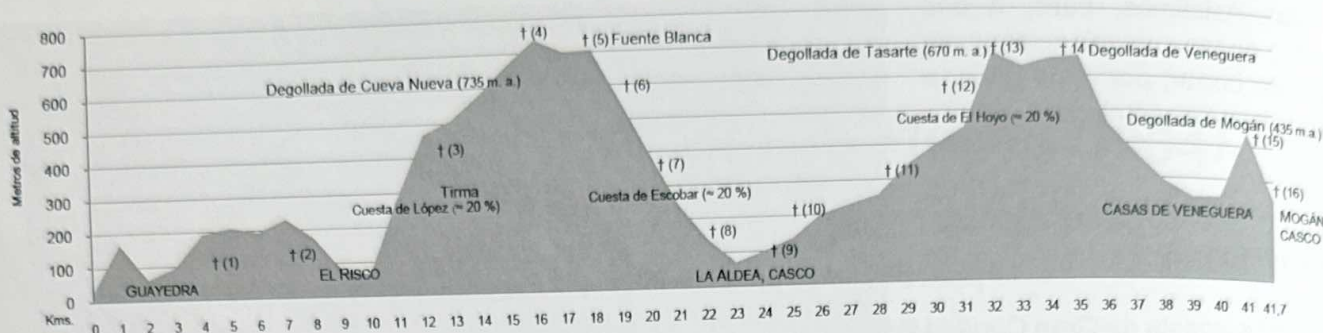 Metros de altitud
800
700
600
500
400
300
200
100
0
† (4)
† (5) Fuente Blanca
Degollada de Tasarte (670 m. a.) † (13)
† 14 Degollada de Veneguera
Degollada de Cueva Nueva (735 m. a.)
† (6)
† (12)
Cuesta de El Hoyo (≈ 20 %)
Degollada de Mogán (435 m a.)
† (15)
† (3)
† (7)
† (11)
Tirma
Cuesta de López (≈ 20 %)
Cuesta de Escobar (≈ 20 %)
† (10)
† (16)
CASAS DE VENEGUERA
MOGÁN
CASCO
† (8)
† (1)
† (2)
† (9)
GUAYEDRA
EL RISCO
LA ALDEA, CASCO
Kms. 0 1 2 3 4 5 6 7 8 9 10 11 12 13 14 15 16 17 18 19 20 21 22 23 24 25 26 27 28 29 30 31 32 33 34 35 36 37 38 39 40 41 41,7